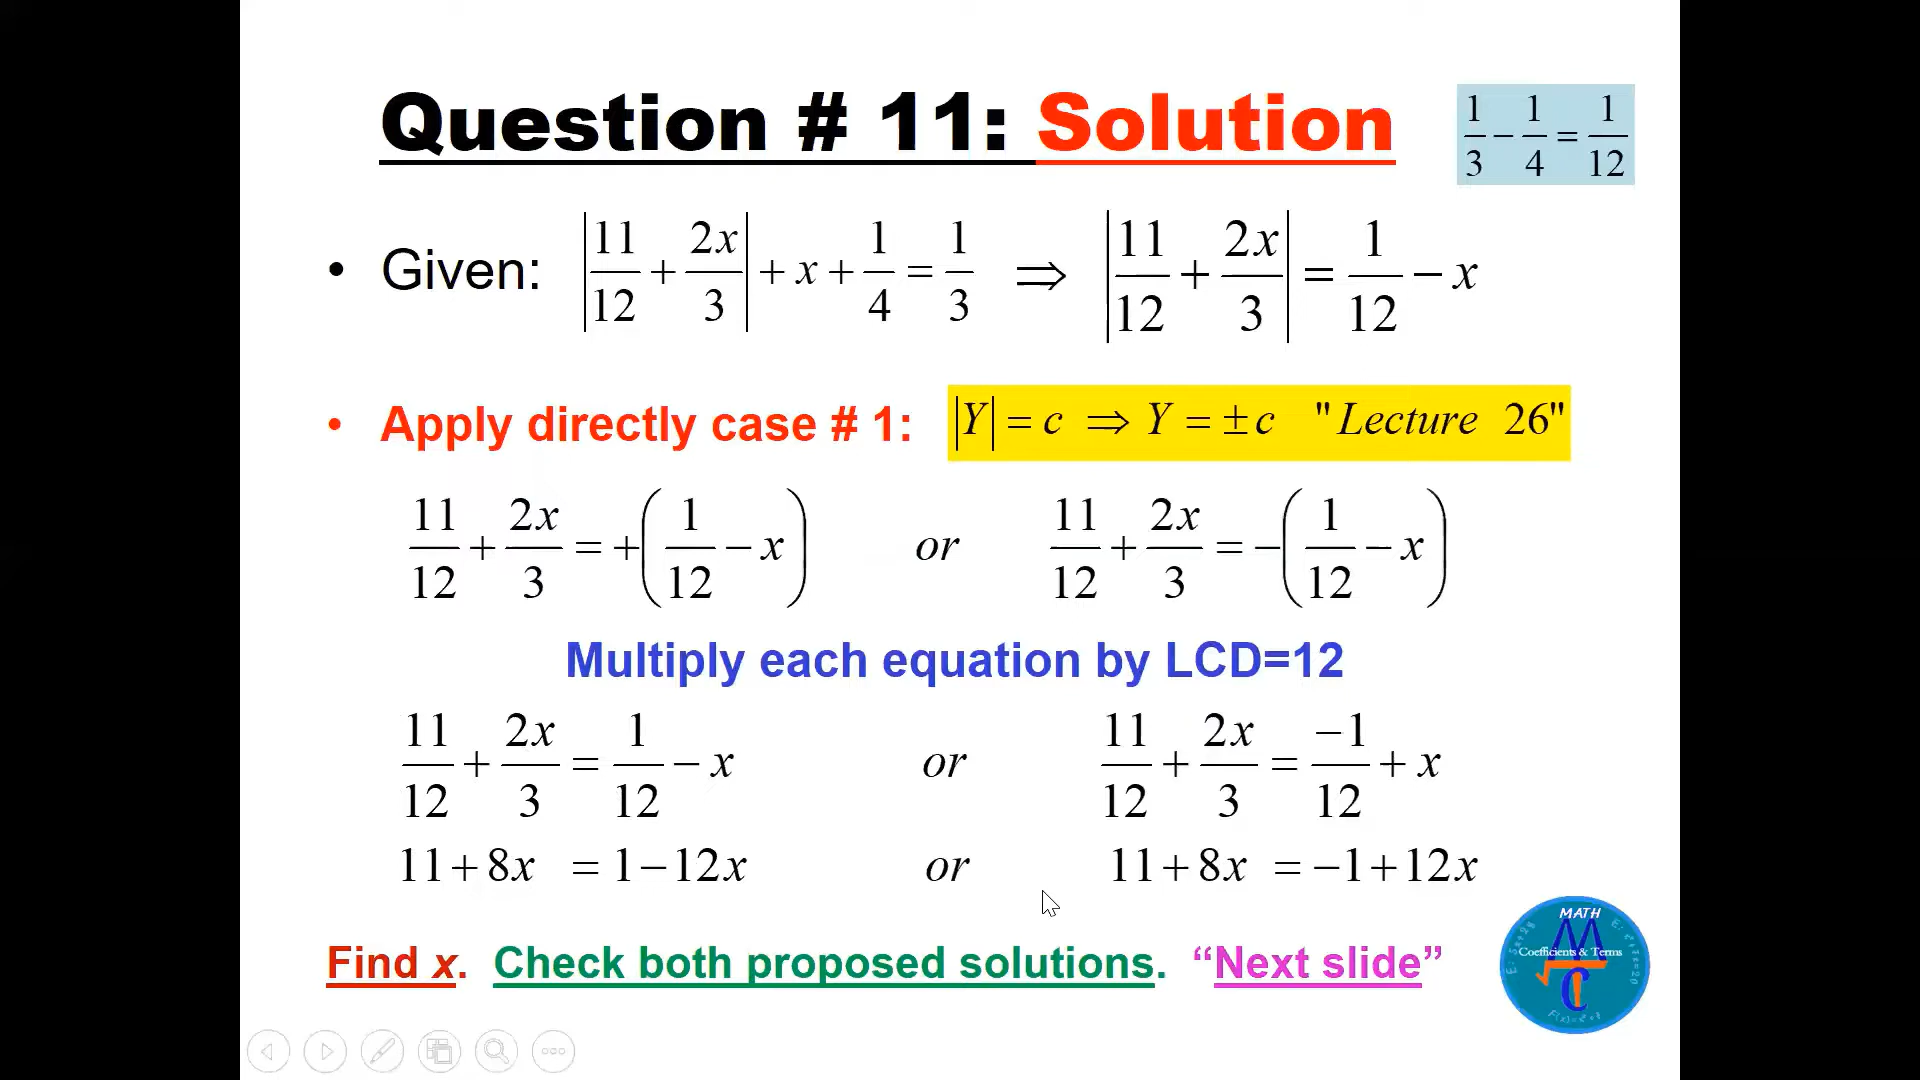 Question # 11: Solution
1/3 − 1/4 = 1/12
• Given: |11/12 + 2x/3| + x + 1/4 = 1/3 ⇒ |11/12 + 2x/3| = 1/12 − x
• Apply directly case # 1: |Y| = c ⇒ Y = ±c "Lecture 26"
11/12 + 2x/3 = +(1/12 − x) or 11/12 + 2x/3 = −(1/12 − x)
Multiply each equation by LCD=12
11/12 + 2x/3 = 1/12 − x or 11/12 + 2x/3 = −1/12 + x
11+8x = 1−12x or 11+8x = −1+12x
Find x. Check both proposed solutions. “Next slide”
MATH
Coefficients & Terms